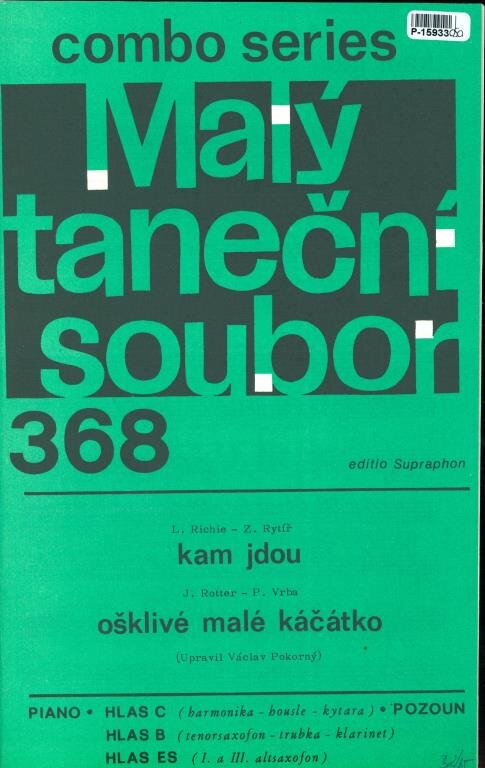 combo series
P-15933
Malý
taneční
soubor
368
editio Supraphon
L. Richie - Z. Rytíř
kam jdou
J. Rotter - P. Vrba
ošklivé malé káčátko
(Upravil Václav Pokorný)
PIANO • HLAS C (harmonika - housle - kytara) • POZOUN
HLAS B (tenorsaxofon - trubka - klarinet)
HLAS ES (I. a III. altsaxofon)